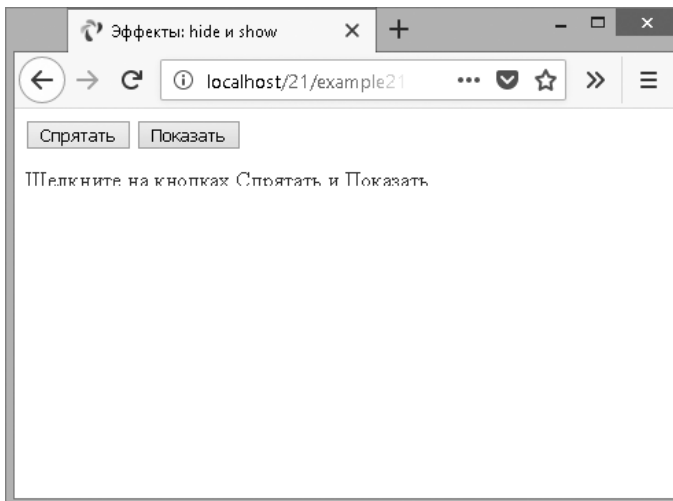 Эффекты: hide и show
localhost/21/example21
Спрятать Показать
Щелкните на кнопках Спрятать и Показать